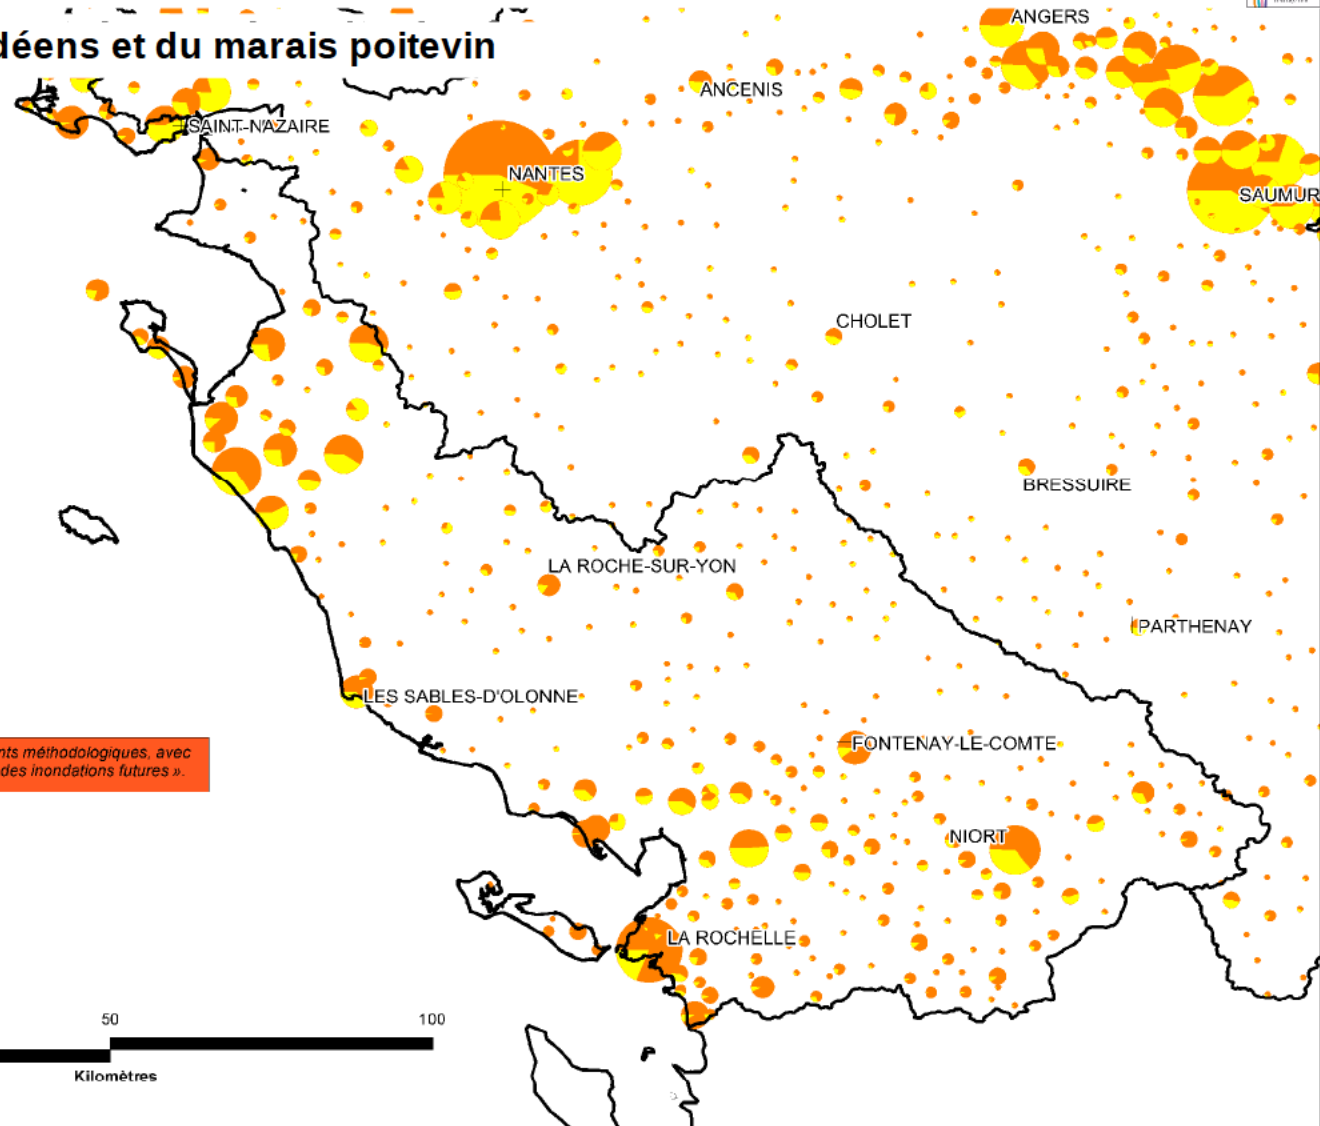 ANGERS
déens et du marais poitevin
ANCENIS
SAINT-NAZAIRE
NANTES
SAUMUR
CHOLET
BRESSUIRE
LA ROCHE-SUR-YON
PARTHENAY
LES SABLES-D'OLONNE
FONTENAY-LE-COMTE
nts méthodologiques, avec
des inondations futures ».
NIORT
LA ROCHELLE
50 100
Kilomètres